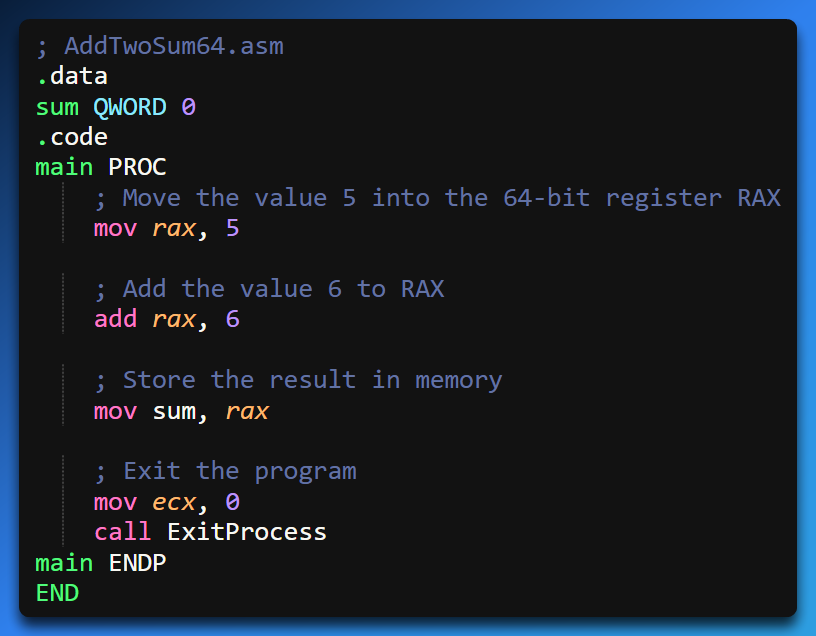 ; AddTwoSum64.asm
.data
sum QWORD 0
.code
main PROC
; Move the value 5 into the 64-bit register RAX
mov rax, 5
; Add the value 6 to RAX
add rax, 6
; Store the result in memory
mov sum, rax
; Exit the program
mov ecx, 0
call ExitProcess
main ENDP
END